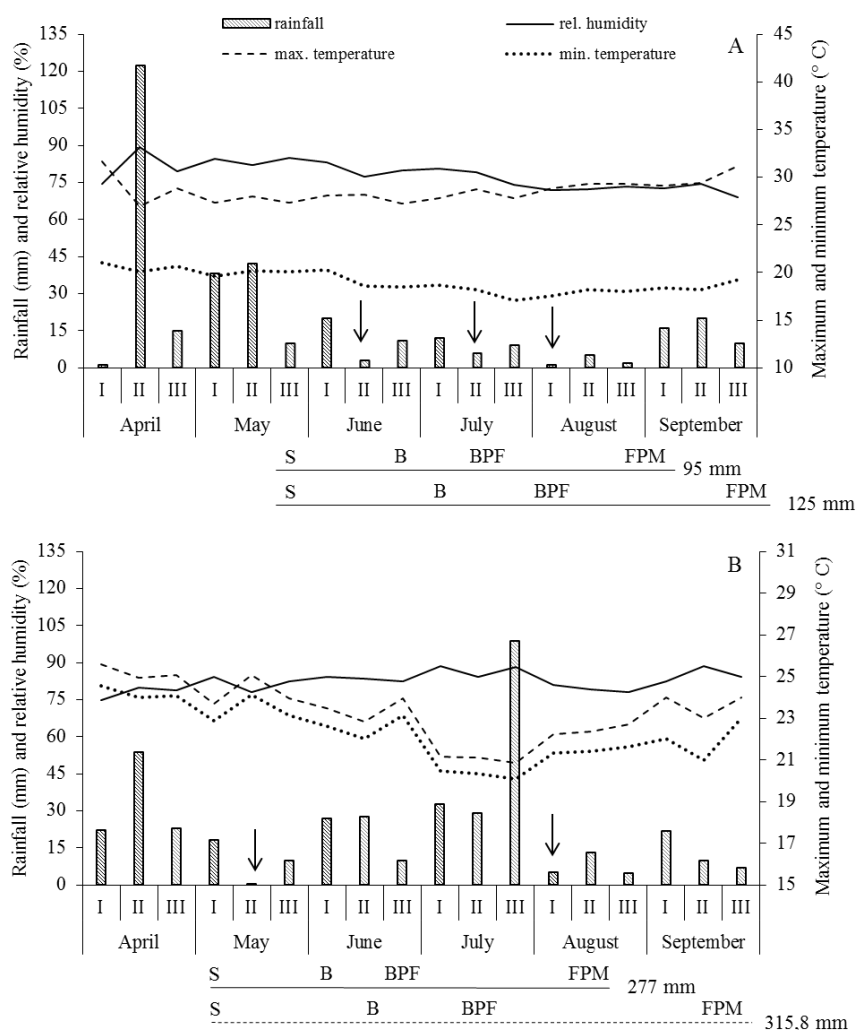 rainfall rel. humidity
max. temperature min. temperature
A
Rainfall (mm) and relative humidity (%)
135
120
105
90
75
60
45
30
15
0
Maximum and minimum temperature (° C)
45
40
35
30
25
20
15
10
I II III I II III I II III I II III I II III I II III
April May June July August September
S B BPF FPM 95 mm
S B BPF FPM 125 mm
B
Rainfall (mm) and relative humidity (%)
135
120
105
90
75
60
45
30
15
0
Maximum and minimum temperature (° C)
31
29
27
25
23
21
19
17
15
I II III I II III I II III I II III I II III I II III
April May June July August September
S B BPF FPM 277 mm
S B BPF FPM 315,8 mm